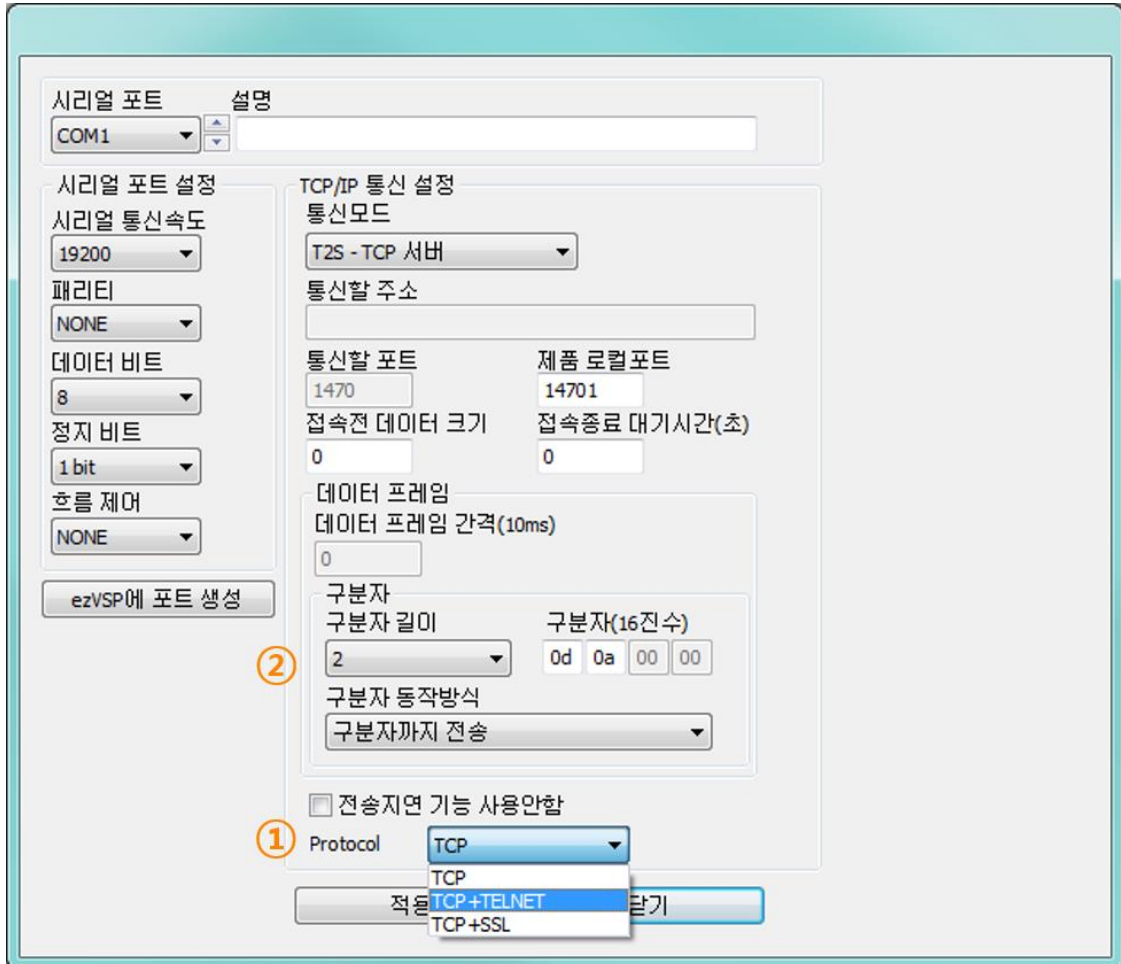 시리얼 포트 설명
COM1
시리얼 포트 설정
시리얼 통신속도
19200
패리티
NONE
데이터 비트
8
정지 비트
1 bit
흐름 제어
NONE
ezVSP에 포트 생성
TCP/IP 통신 설정
통신모드
T2S - TCP 서버
통신할 주소
통신할 포트 제품 로컬포트
1470 14701
접속전 데이터 크기 접속종료 대기시간(초)
0 0
데이터 프레임
데이터 프레임 간격(10ms)
0
구분자
구분자 길이 구분자(16진수)
② 2 0d 0a 00 00
구분자 동작방식
구분자까지 전송
전송지연 기능 사용안함
① Protocol TCP
TCP
적용 TCP+TELNET 닫기
TCP+SSL